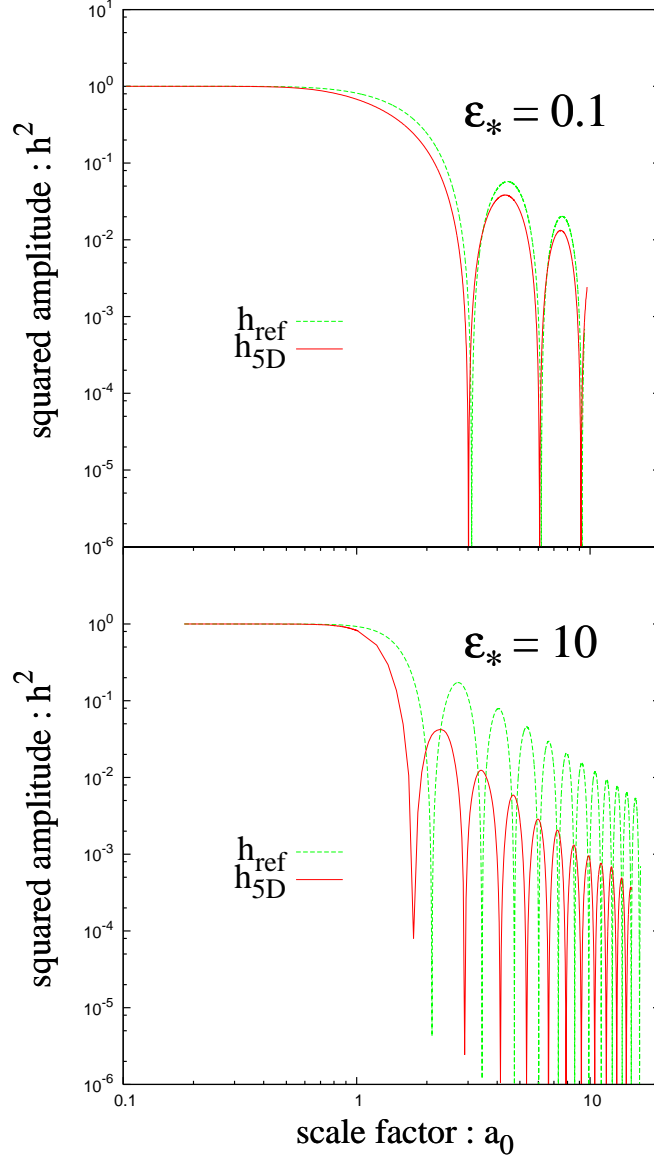 10^1
10^0
10^-1
10^-2
10^-3
10^-4
10^-5
10^-6
squared amplitude : h^2
ε_* = 0.1
h_ref
h_5D
10^0
10^-1
10^-2
10^-3
10^-4
10^-5
10^-6
squared amplitude : h^2
ε_* = 10
h_ref
h_5D
0.1 1 10
scale factor : a_0